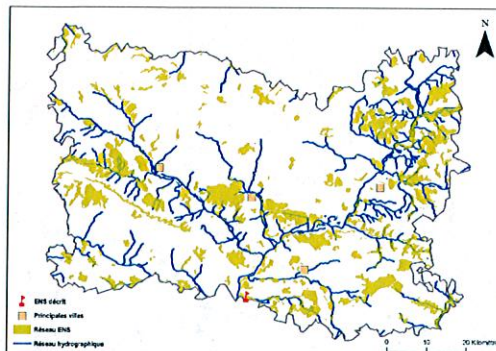 N
ENS décrit
Principales villes
Réseau ENS
Réseau hydrographique
0 10 20 Kilomètres